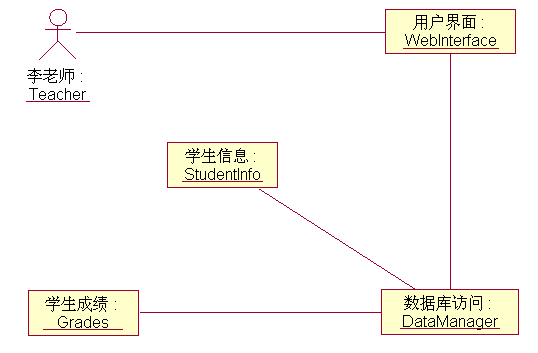 李老师 :
Teacher
用户界面 :
WebInterface
学生信息 :
StudentInfo
学生成绩 :
Grades
数据库访问 :
DataManager